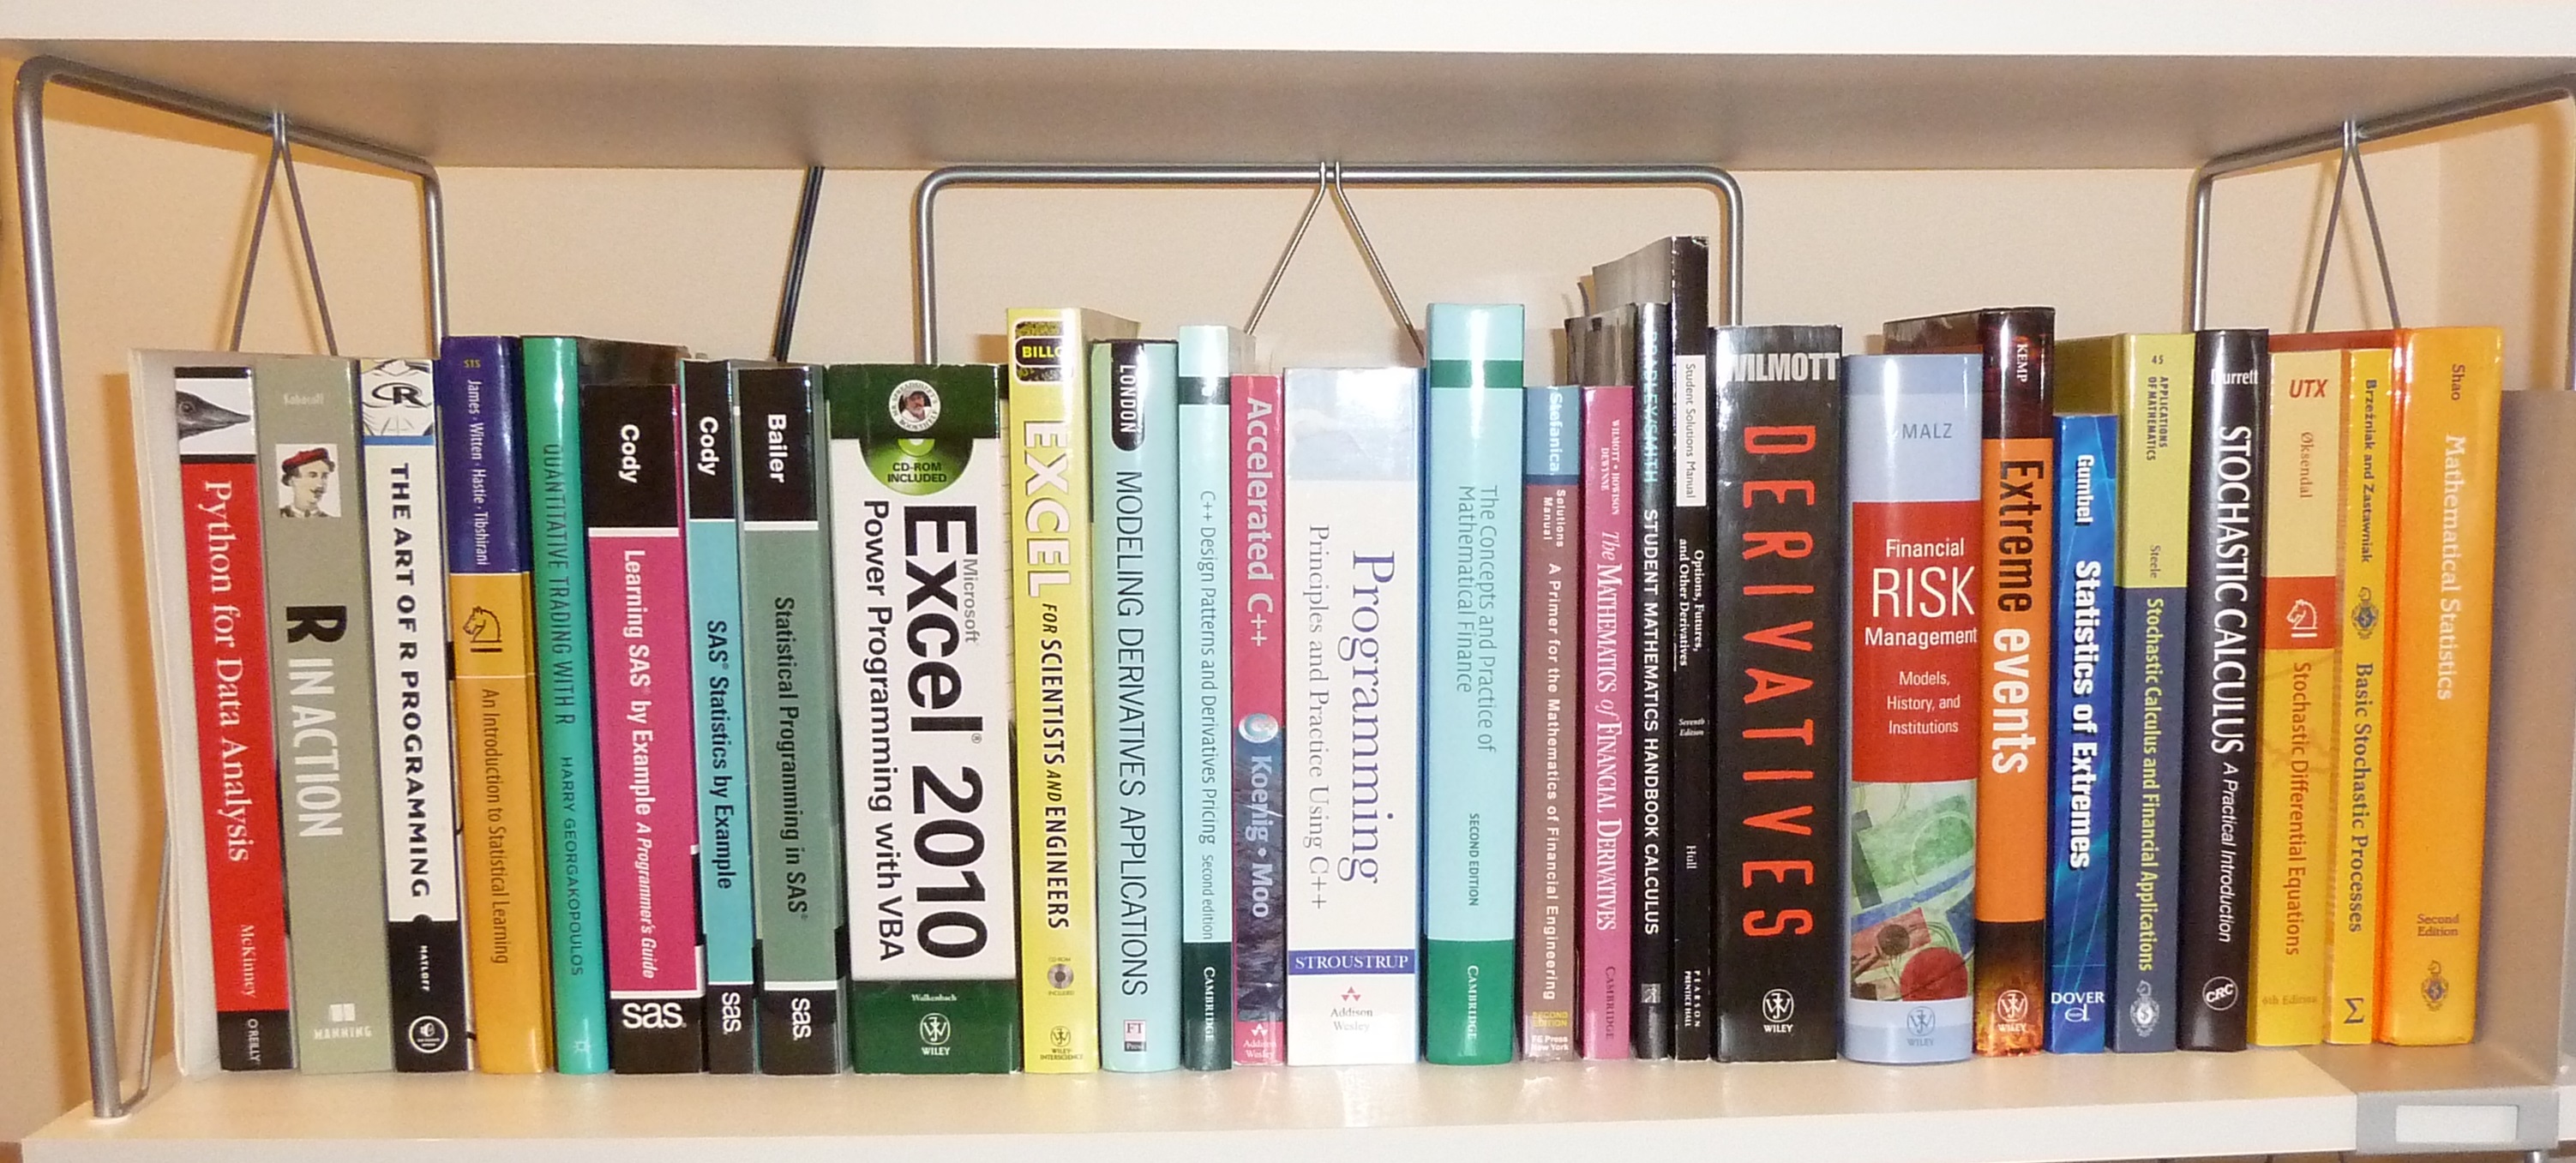 Python for Data Analysis
McKinney
O'REILLY
Kabacoff
R IN ACTION
MANNING
THE ART OF R PROGRAMMING
MATLOFF
STS
James · Witten · Hastie · Tibshirani
An Introduction to Statistical Learning
QUANTITATIVE TRADING WITH R
HARRY GEORGAKOPOULOS
Cody
Learning SAS® by Example A Programmer's Guide
sas
Cody
SAS® Statistics by Example
sas
Bailer
Statistical Programming in SAS®
sas
CD-ROM
INCLUDED
Microsoft®
Excel® 2010
Power Programming with VBA
Walkenbach
WILEY
BILLO
EXCEL FOR SCIENTISTS AND ENGINEERS
CD-ROM
INCLUDED
WILEY-
INTERSCIENCE
LONDON
MODELING DERIVATIVES APPLICATIONS
FT
Press
C++ Design Patterns and Derivatives Pricing Second edition
CAMBRIDGE
Accelerated C++
Koenig • Moo
Addison
Wesley
Programming
Principles and Practice Using C++
STROUSTRUP
Addison
Wesley
The Concepts and Practice of
Mathematical Finance
SECOND EDITION
CAMBRIDGE
Stefanica
Solutions
Manual
A Primer for the Mathematics of Financial Engineering
SECOND
EDITION
FE Press
New York
WILMOTT • HOWISON
DEWYNNE
The MATHEMATICS of FINANCIAL DERIVATIVES
CAMBRIDGE
STUDENT MATHEMATICS HANDBOOK CALCULUS
Student Solutions Manual
Options, Futures,
and Other Derivatives
Seventh
Edition
Hull
PEARSON
PRENTICE HALL
WILMOTT
DERIVATIVES
WILEY
MALZ
Financial
RISK
Management
Models,
History, and
Institutions
WILEY
KEMP
Extreme events
WILEY
Gumbel
Statistics of Extremes
DOVER
45
APPLICATIONS
OF MATHEMATICS
Steele
Stochastic Calculus and Financial Applications
Durrett
STOCHASTIC CALCULUS A Practical Introduction
CRC
UTX
Øksendal
Stochastic Differential Equations
6th Edition
Brzeźniak and Zastawniak
Basic Stochastic Processes
Shao
Mathematical Statistics
Second
Edition